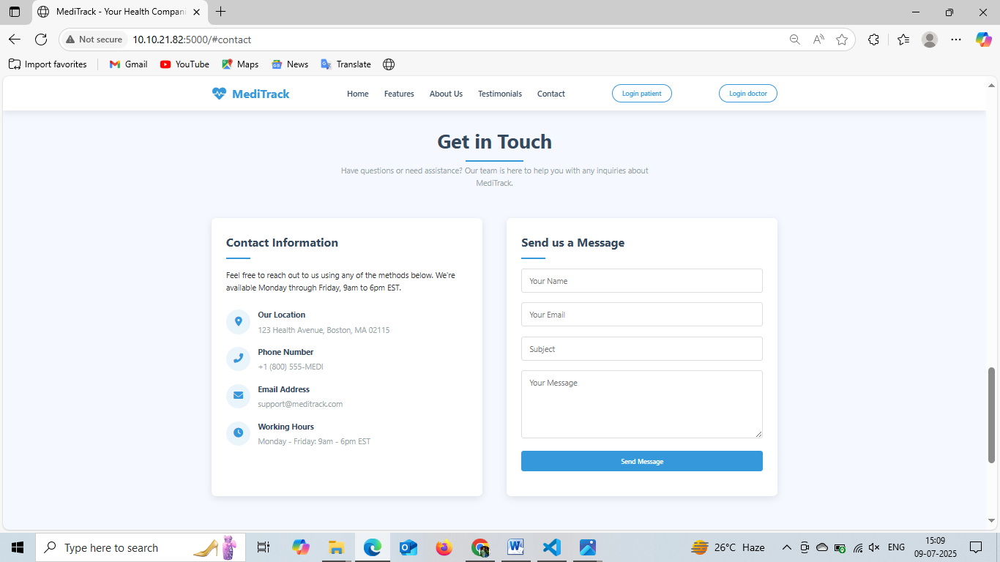 MediTrack - Your Health Compani
Not secure 10.10.21.82:5000/#contact
Import favorites Gmail YouTube Maps News Translate
MediTrack Home Features About Us Testimonials Contact Login patient Login doctor
Get in Touch
Have questions or need assistance? Our team is here to help you with any inquiries about
MediTrack.
Contact Information
Feel free to reach out to us using any of the methods below. We're
available Monday through Friday, 9am to 6pm EST.
Our Location
123 Health Avenue, Boston, MA 02115
Phone Number
+1 (800) 555-MEDI
Email Address
support@meditrack.com
Working Hours
Monday - Friday: 9am - 6pm EST
Send us a Message
Your Name
Your Email
Subject
Your Message
Send Message
Type here to search
26°C Haze
ENG
15:09
09-07-2025